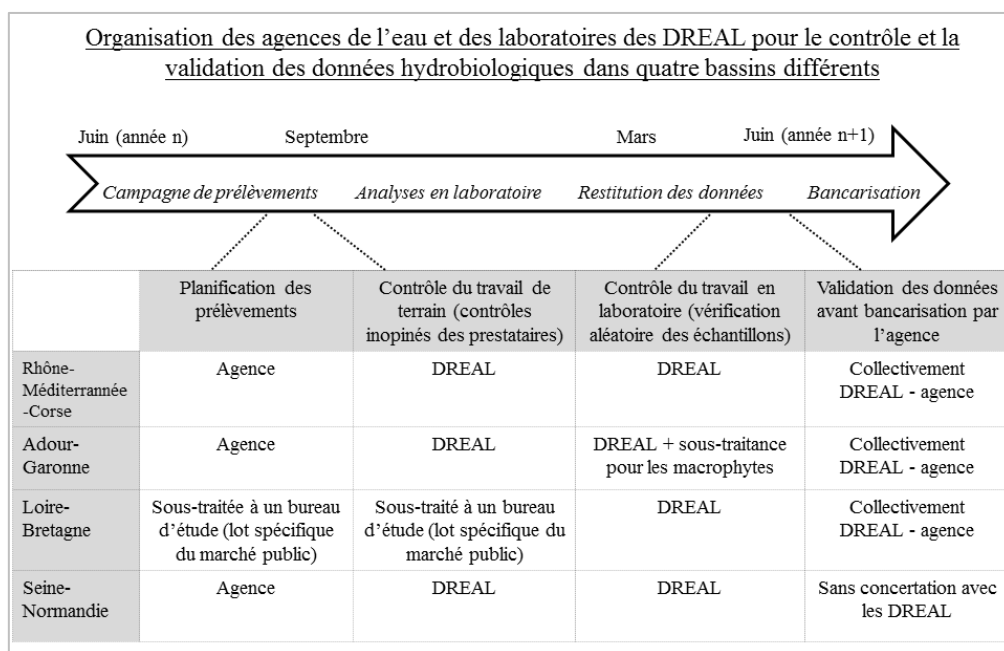 Organisation des agences de l'eau et des laboratoires des DREAL pour le contrôle et la
validation des données hydrobiologiques dans quatre bassins différents
Juin (année n) Septembre Mars Juin (année n+1)
Campagne de prélèvements Analyses en laboratoire Restitution des données Bancarisation
Planification des
prélèvements
Contrôle du travail de
terrain (contrôles
inopinés des prestataires)
Contrôle du travail en
laboratoire (vérification
aléatoire des échantillons)
Validation des données
avant bancarisation par
l'agence
Rhône-
Méditerrannée
-Corse
Agence
DREAL
DREAL
Collectivement
DREAL - agence
Adour-
Garonne
Agence
DREAL
DREAL + sous-traitance
pour les macrophytes
Collectivement
DREAL - agence
Loire-
Bretagne
Sous-traitée à un bureau
d'étude (lot spécifique
du marché public)
Sous-traité à un bureau
d'étude (lot spécifique du
marché public)
DREAL
Collectivement
DREAL - agence
Seine-
Normandie
Agence
DREAL
DREAL
Sans concertation avec
les DREAL